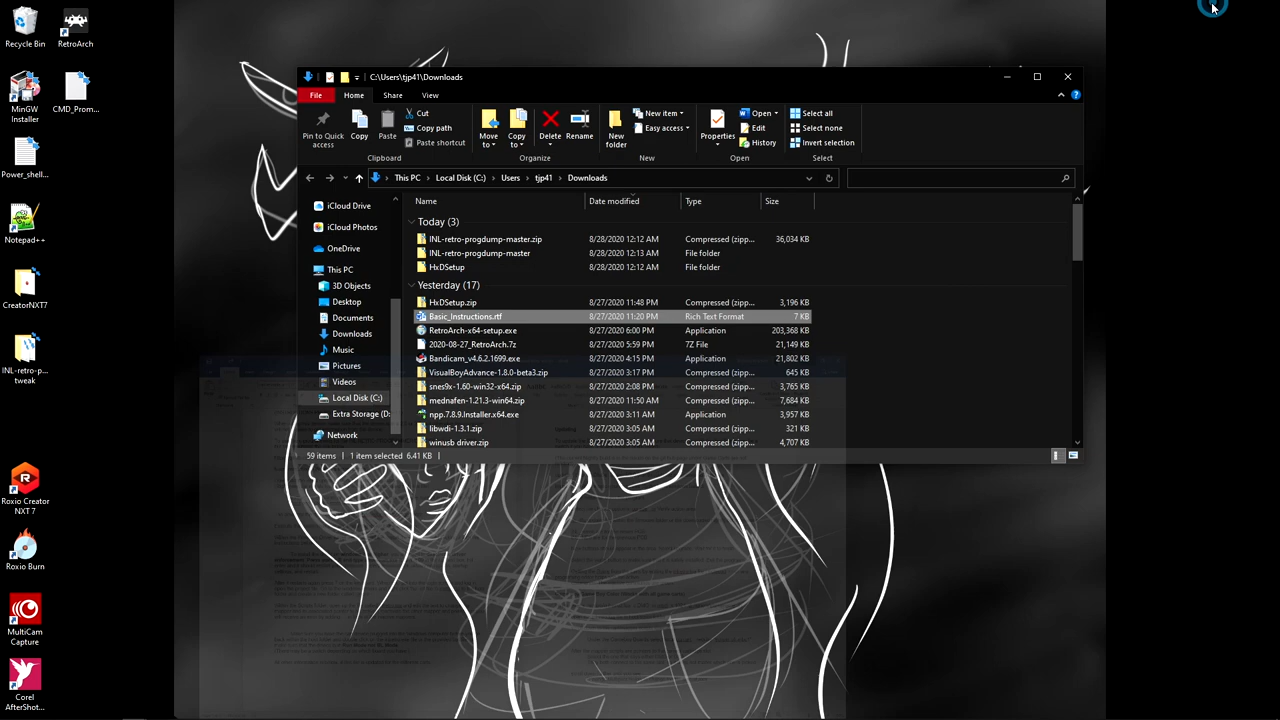 Recycle Bin
RetroArch
MinGW Installer
CMD_Prom...
Power_shell...
Notepad++
CreatorNXT7
INL-retro-p... tweak
Roxio Creator NXT 7
Roxio Burn
MultiCam Capture
Corel AfterShot...
C:\Users\tjp41\Downloads
File Home Share View
Pin to Quick access
Copy
Paste
Cut
Copy path
Paste shortcut
Move to
Copy to
Delete
Rename
New folder
New item
Easy access
Properties
Open
Edit
History
Select all
Select none
Invert selection
Clipboard Organize New Open Select
This PC > Local Disk (C:) > Users > tjp41 > Downloads
iCloud Drive
iCloud Photos
OneDrive
This PC
3D Objects
Desktop
Documents
Downloads
Music
Pictures
Videos
Local Disk (C:)
Extra Storage (D:
Network
Name Date modified Type Size
Today (3)
INL-retro-progdump-master.zip 8/28/2020 12:12 AM Compressed (zipp... 36,034 KB
INL-retro-progdump-master 8/28/2020 12:13 AM File folder
HxDSetup 8/28/2020 12:12 AM File folder
Yesterday (17)
HxDSetup.zip 8/27/2020 11:48 PM Compressed (zipp... 3,196 KB
Basic_Instructions.rtf 8/27/2020 11:20 PM Rich Text Format 7 KB
RetroArch-x64-setup.exe 8/27/2020 6:00 PM Application 203,368 KB
2020-08-27_RetroArch.7z 8/27/2020 5:59 PM 7Z File 21,149 KB
Bandicam_v4.6.2.1699.exe 8/27/2020 4:15 PM Application 21,802 KB
VisualBoyAdvance-1.8.0-beta3.zip 8/27/2020 3:17 PM Compressed (zipp... 645 KB
snes9x-1.60-win32-x64.zip 8/27/2020 2:08 PM Compressed (zipp... 3,765 KB
mednafen-1.21.3-win64.zip 8/27/2020 11:50 AM Compressed (zipp... 7,684 KB
npp.7.8.9.Installer.x64.exe 8/27/2020 3:11 AM Application 3,957 KB
libwdi-1.3.1.zip 8/27/2020 3:05 AM Compressed (zipp... 321 KB
winusb driver.zip 8/27/2020 3:05 AM Compressed (zipp... 4,707 KB
59 items 1 item selected 6.41 KB